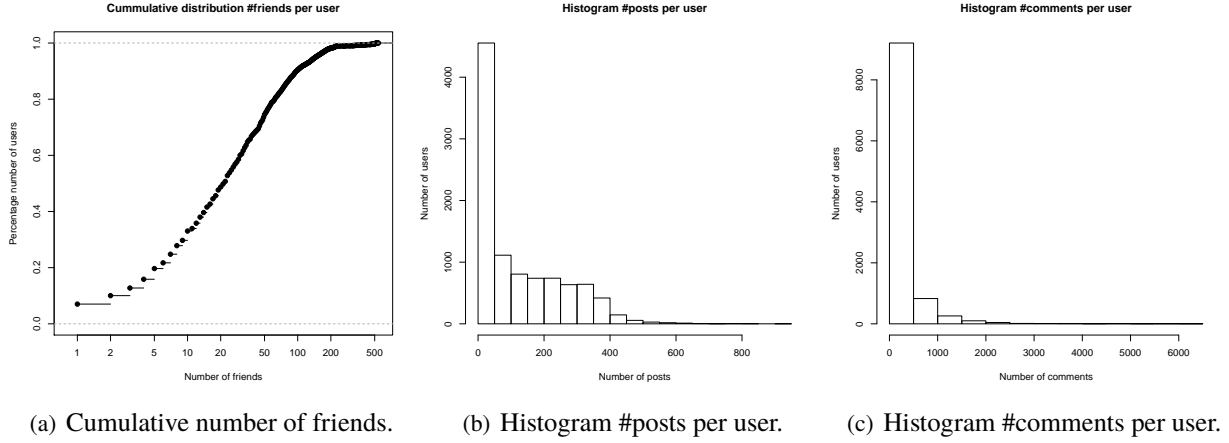 Cummulative distribution #friends per user
Percentage number of users
0.0 0.2 0.4 0.6 0.8 1.0
1 2 5 10 20 50 100 200 500
Number of friends
(a) Cumulative number of friends.
Histogram #posts per user
Number of users
0 1000 2000 4000
0 200 400 600 800
Number of posts
(b) Histogram #posts per user.
Histogram #comments per user
Number of users
0 2000 4000 6000 8000
0 1000 2000 3000 4000 5000 6000
Number of comments
(c) Histogram #comments per user.